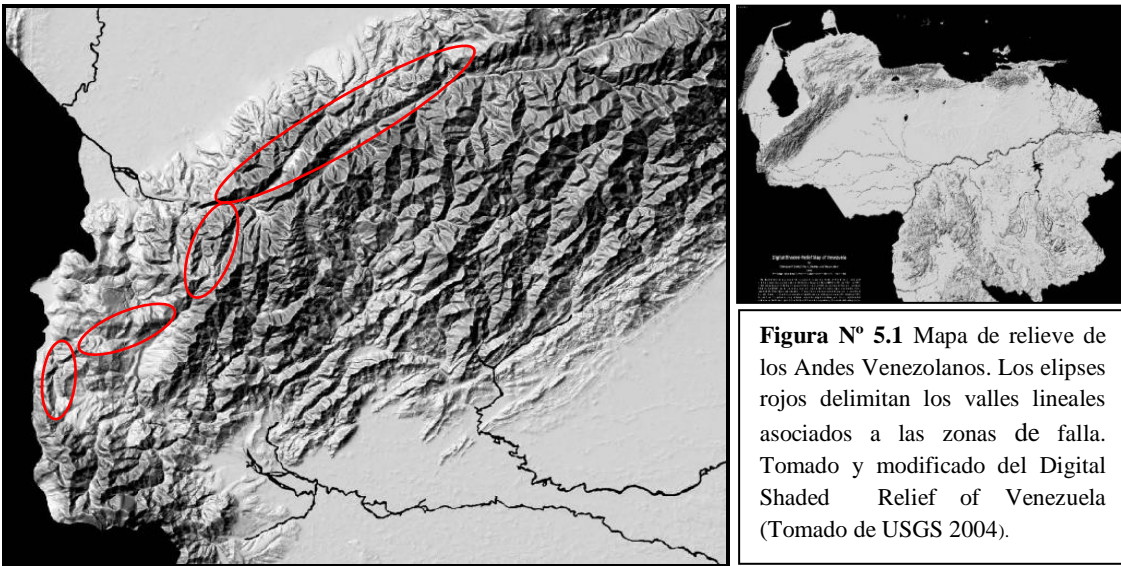 Digital Shaded Relief Map of Venezuela
Figura Nº 5.1 Mapa de relieve de
los Andes Venezolanos. Los elipses
rojos delimitan los valles lineales
asociados a las zonas de falla.
Tomado y modificado del Digital
Shaded Relief of Venezuela
(Tomado de USGS 2004).